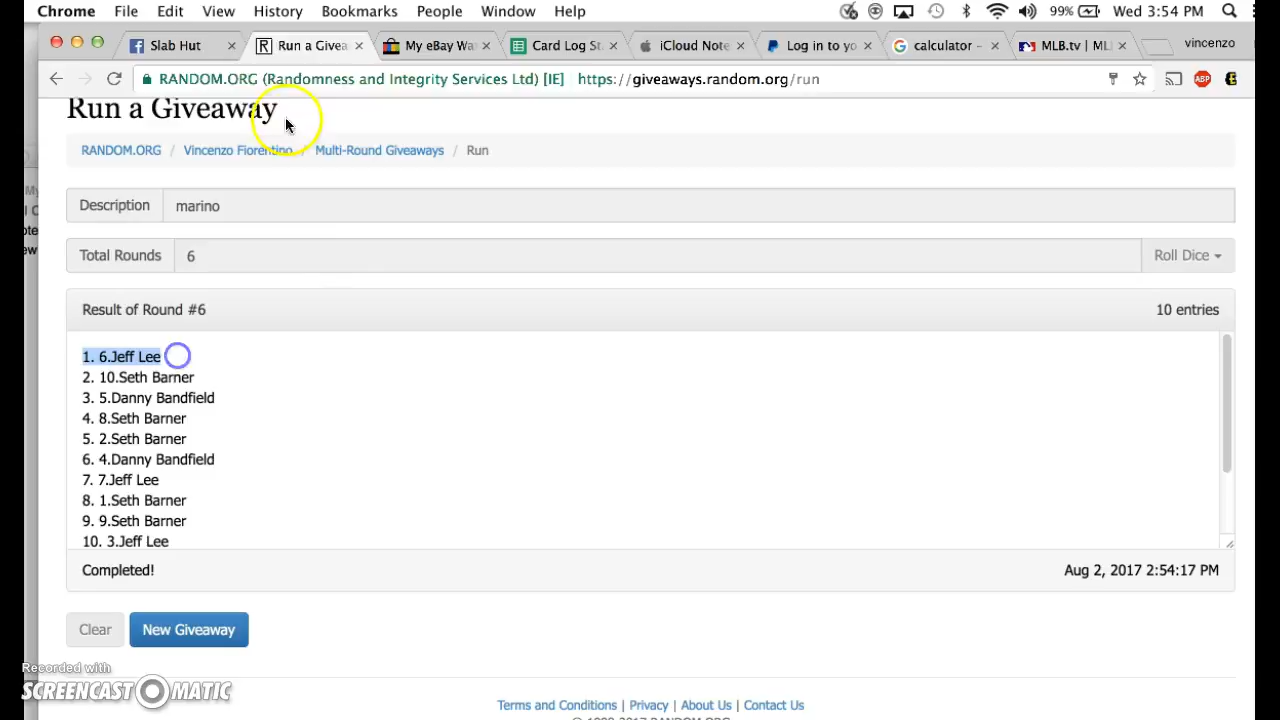 Chrome File Edit View History Bookmarks People Window Help 99% Wed 3:54 PM
Slab Hut Run a Givea My eBay Wa Card Log St. iCloud Note Log in to yo calculator - MLB.tv | ML vincenzo
RANDOM.ORG (Randomness and Integrity Services Ltd) [IE] https://giveaways.random.org/run ABP
Run a Giveaway
RANDOM.ORG / Vincenzo Fiorentino / Multi-Round Giveaways / Run
Description marino
Total Rounds 6 Roll Dice
Result of Round #6 10 entries
1. 6.Jeff Lee
2. 10.Seth Barner
3. 5.Danny Bandfield
4. 8.Seth Barner
5. 2.Seth Barner
6. 4.Danny Bandfield
7. 7.Jeff Lee
8. 1.Seth Barner
9. 9.Seth Barner
10. 3.Jeff Lee
Completed! Aug 2, 2017 2:54:17 PM
Clear New Giveaway
Recorded with
SCREENCAST MATIC
Terms and Conditions | Privacy | About Us | Contact Us